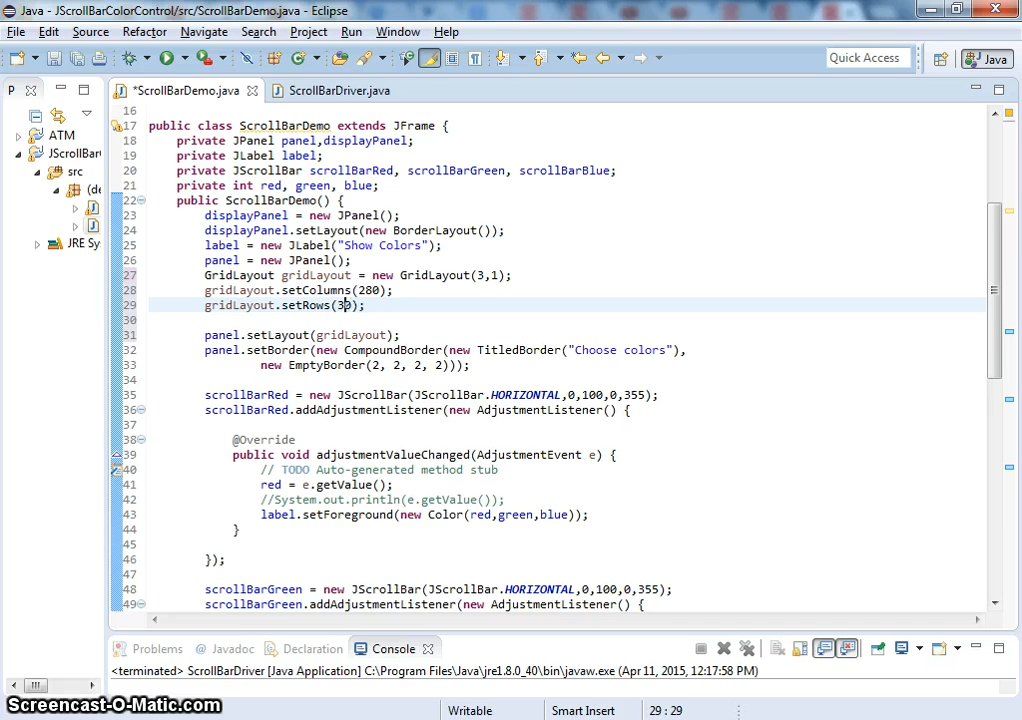 Java - JScrollBarColorControl/src/ScrollBarDemo.java - Eclipse
File Edit Source Refactor Navigate Search Project Run Window Help
Quick Access Java
P *ScrollBarDemo.java ScrollBarDriver.java
ATM
JScrollBar
src
(de
JRE Sy
16
17 public class ScrollBarDemo extends JFrame {
18 private JPanel panel,displayPanel;
19 private JLabel label;
20 private JScrollBar scrollBarRed, scrollBarGreen, scrollBarBlue;
21 private int red, green, blue;
22 public ScrollBarDemo() {
23 displayPanel = new JPanel();
24 displayPanel.setLayout(new BorderLayout());
25 label = new JLabel("Show Colors");
26 panel = new JPanel();
27 GridLayout gridLayout = new GridLayout(3,1);
28 gridLayout.setColumns(280);
29 gridLayout.setRows(30);
30
31 panel.setLayout(gridLayout);
32 panel.setBorder(new CompoundBorder(new TitledBorder("Choose colors"),
33 new EmptyBorder(2, 2, 2, 2)));
34
35 scrollBarRed = new JScrollBar(JScrollBar.HORIZONTAL,0,100,0,355);
36 scrollBarRed.addAdjustmentListener(new AdjustmentListener() {
37
38 @Override
39 public void adjustmentValueChanged(AdjustmentEvent e) {
40 // TODO Auto-generated method stub
41 red = e.getValue();
42 //System.out.println(e.getValue());
43 label.setForeground(new Color(red,green,blue));
44 }
45
46 });
47
48 scrollBarGreen = new JScrollBar(JScrollBar.HORIZONTAL,0,100,0,355);
49 scrollBarGreen.addAdjustmentListener(new AdjustmentListener() {
Problems @ Javadoc Declaration Console
<terminated> ScrollBarDriver [Java Application] C:\Program Files\Java\jre1.8.0_40\bin\javaw.exe (Apr 11, 2015, 12:17:58 PM)
Screencast-O-Matic.com
Writable Smart Insert 29 : 29